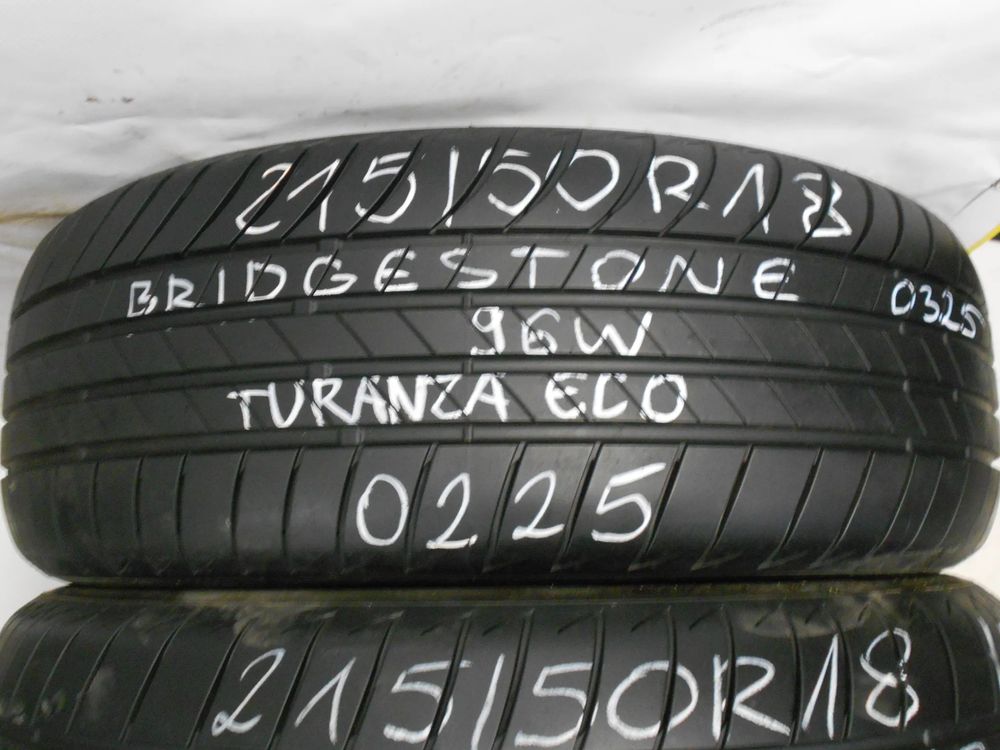 215/50R18
BRIDGESTONE
0325
96W
TURANZA ECO
0225
215/50R18